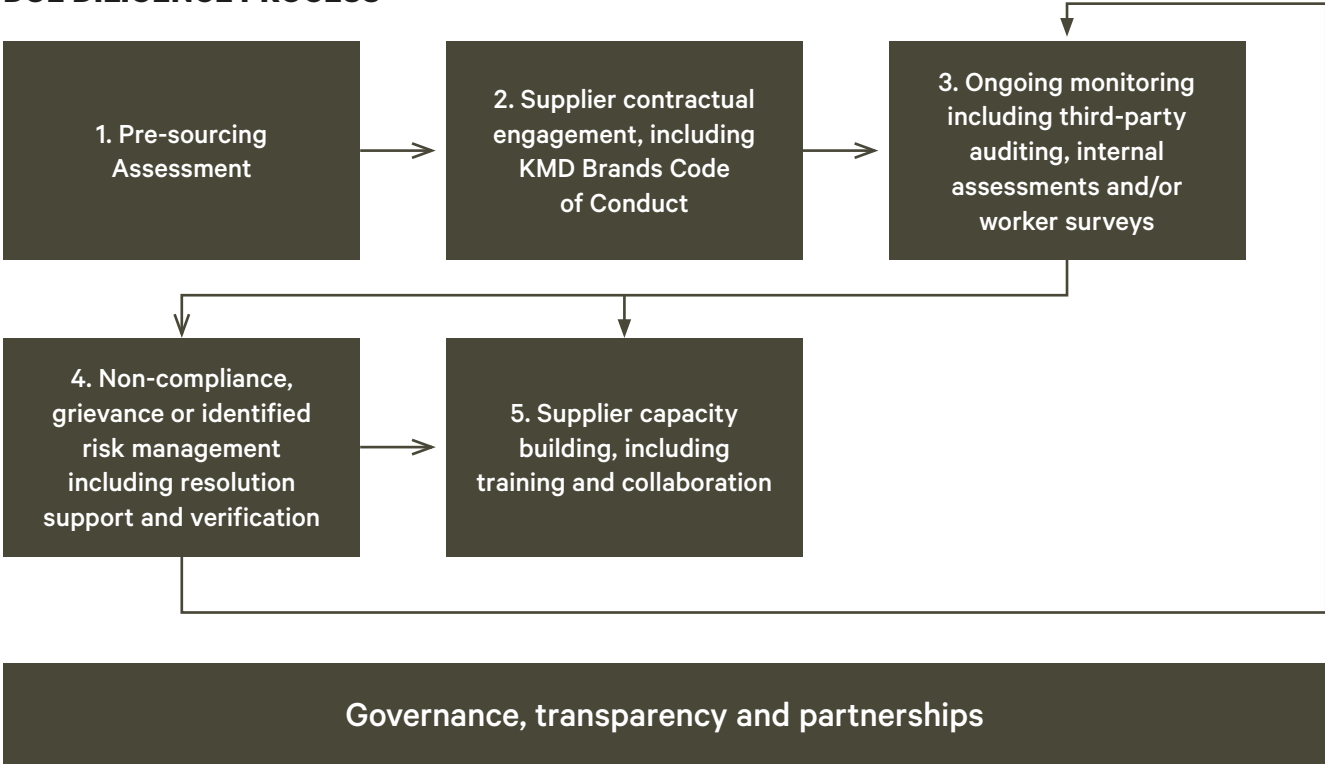 DUE DILIGENCE PROCESS
1. Pre-sourcing
Assessment
2. Supplier contractual
engagement, including
KMD Brands Code
of Conduct
3. Ongoing monitoring
including third-party
auditing, internal
assessments and/or
worker surveys
4. Non-compliance,
grievance or identified
risk management
including resolution
support and verification
5. Supplier capacity
building, including
training and collaboration
Governance, transparency and partnerships